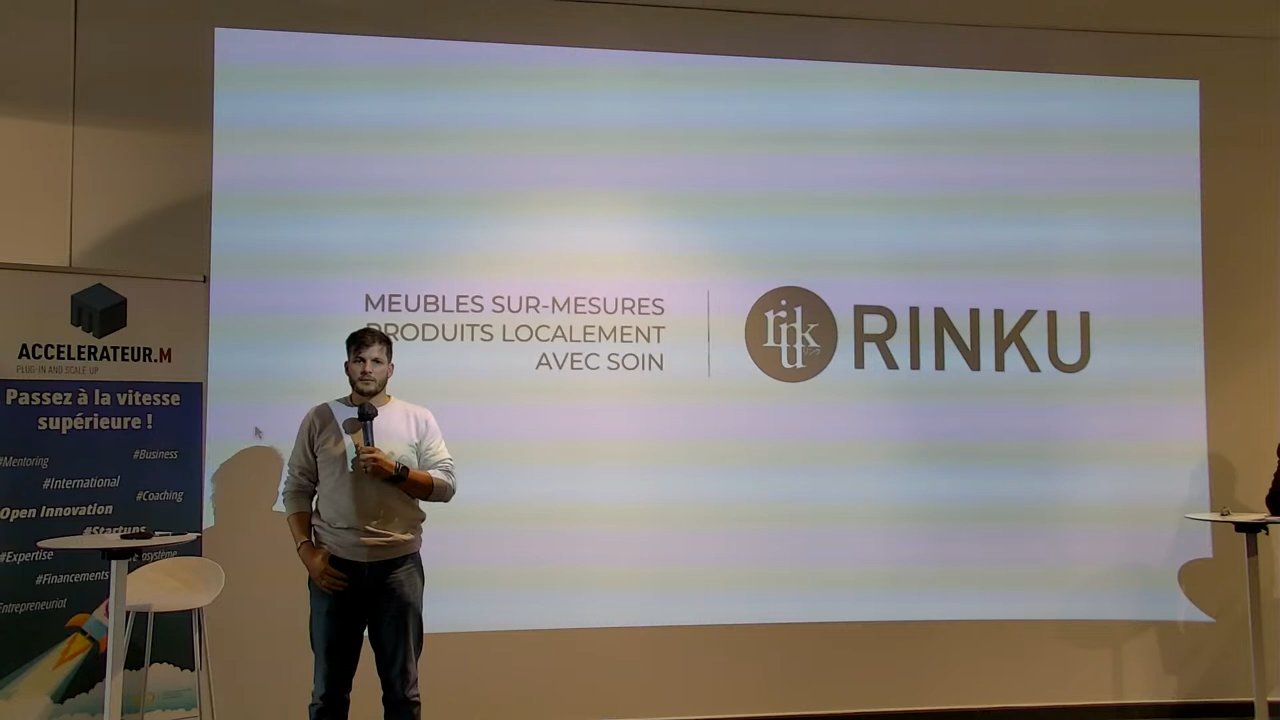 MEUBLES SUR-MESURES
PRODUITS LOCALEMENT
AVEC SOIN
RINKU
ACCELERATEUR.M
PLUG-IN AND SCALE-UP
Passez à la vitesse
supérieure !
#Mentoring
#Business
#International
#Coaching
Open Innovation
#Startups
#Expertise
#Financements
Entrepreneuriat